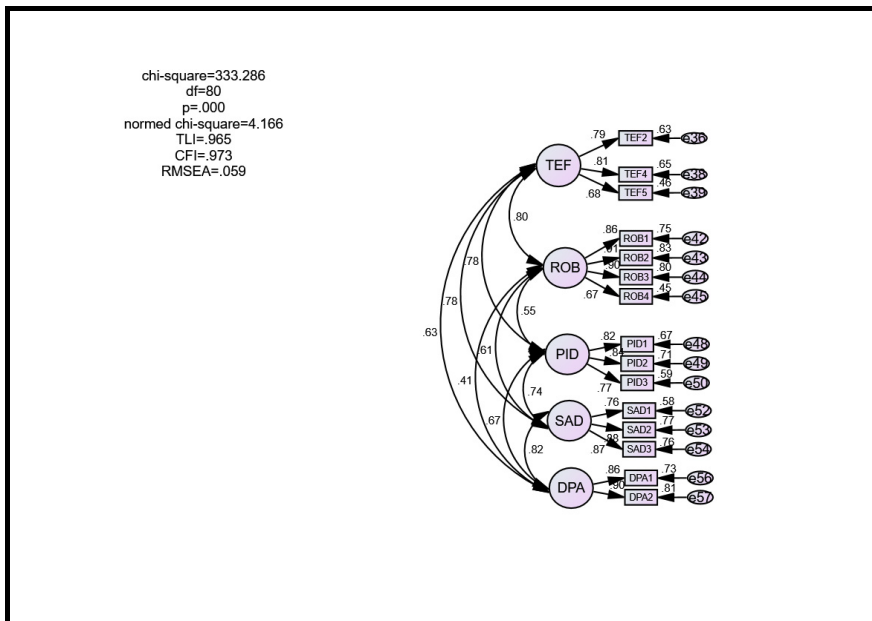 chi-square=333.286
df=80
p=.000
normed chi-square=4.166
TLI=.965
CFI=.973
RMSEA=.059
TEF
.79
TEF2
.63
e36
.81
TEF4
.65
e38
.68
TEF5
.46
e39
.80
.78
.78
.63
ROB
.86
ROB1
.75
e42
.91
ROB2
.83
e43
.90
ROB3
.80
e44
.67
ROB4
.45
e45
.55
.61
.41
PID
.82
PID1
.67
e48
.84
PID2
.71
e49
.77
PID3
.59
e50
.74
.67
SAD
.76
SAD1
.58
e52
.88
SAD2
.77
e53
.87
SAD3
.76
e54
.82
DPA
.86
DPA1
.73
e56
.90
DPA2
.81
e57